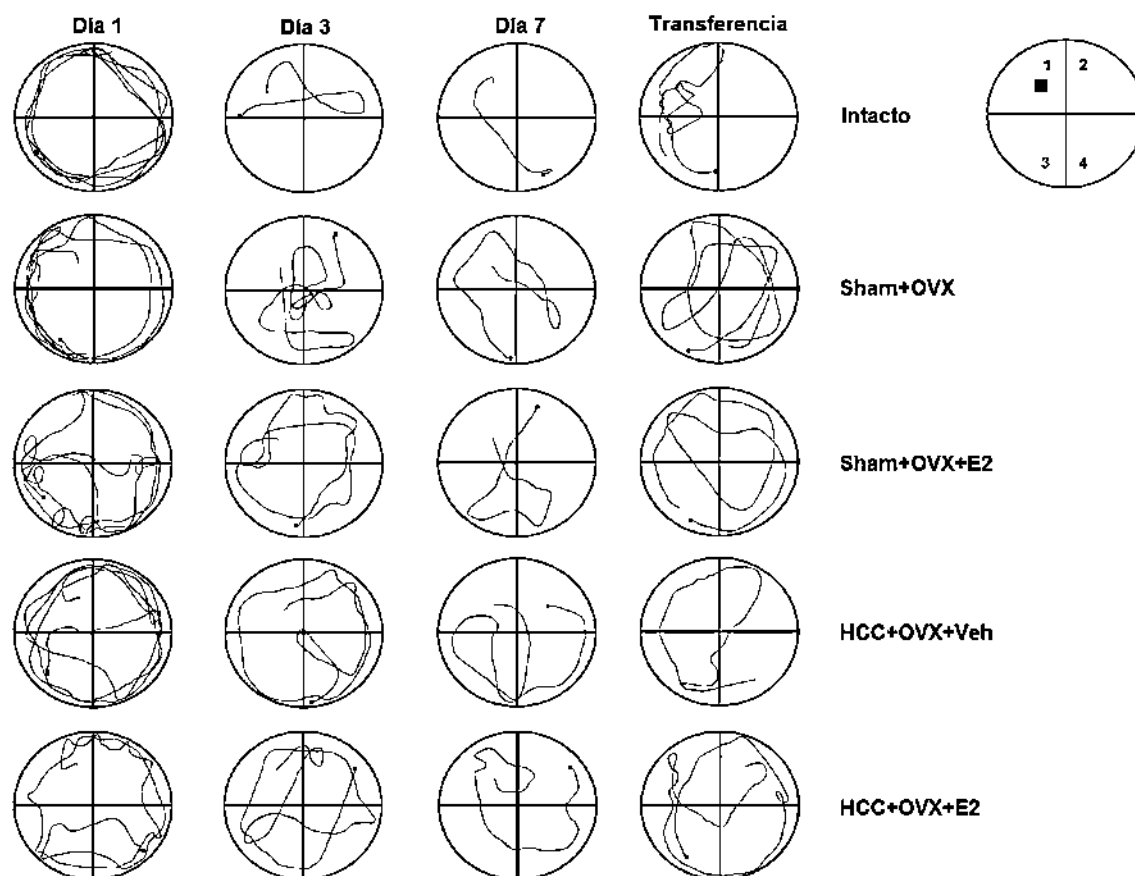 Día 1 Día 3 Día 7 Transferencia
1 2
Intacto
3 4
Sham+OVX
Sham+OVX+E2
HCC+OVX+Veh
HCC+OVX+E2